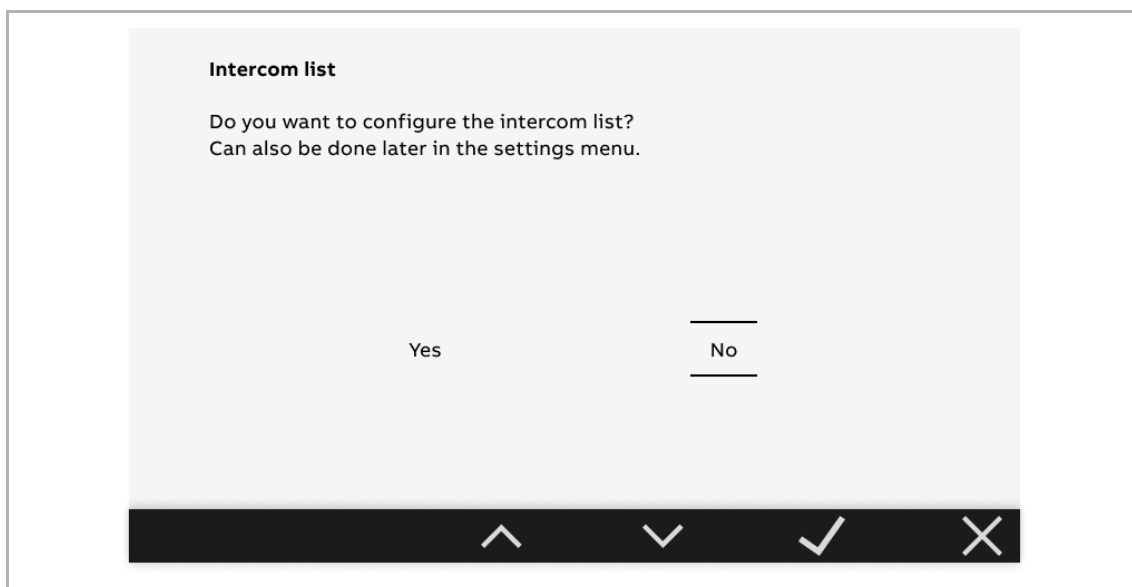 Intercom list
Do you want to configure the intercom list?
Can also be done later in the settings menu.
Yes No